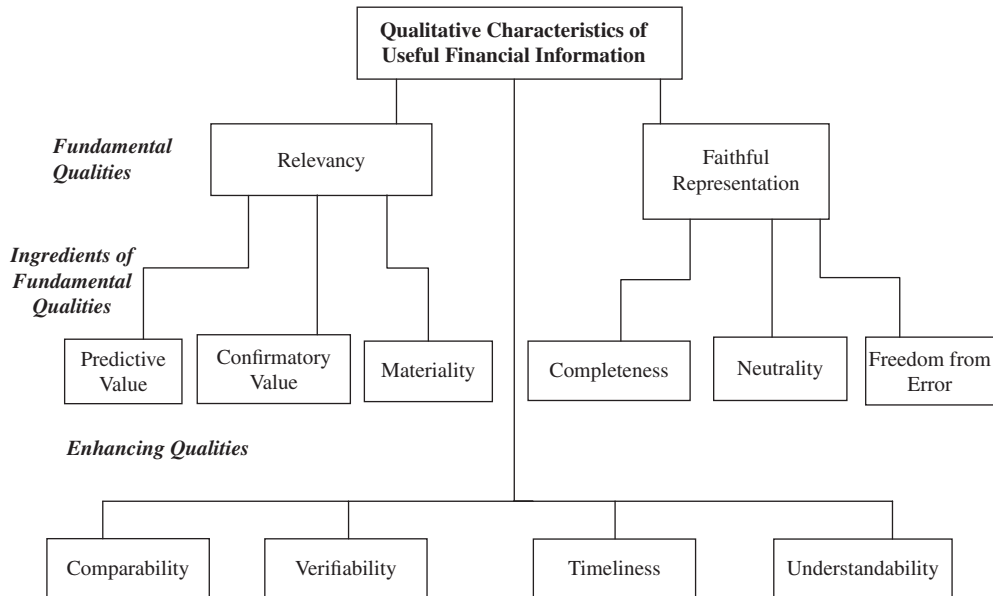 Qualitative Characteristics of
Useful Financial Information
Fundamental
Qualities
Relevancy
Faithful
Representation
Ingredients of
Fundamental
Qualities
Predictive
Value
Confirmatory
Value
Materiality
Completeness
Neutrality
Freedom from
Error
Enhancing Qualities
Comparability
Verifiability
Timeliness
Understandability